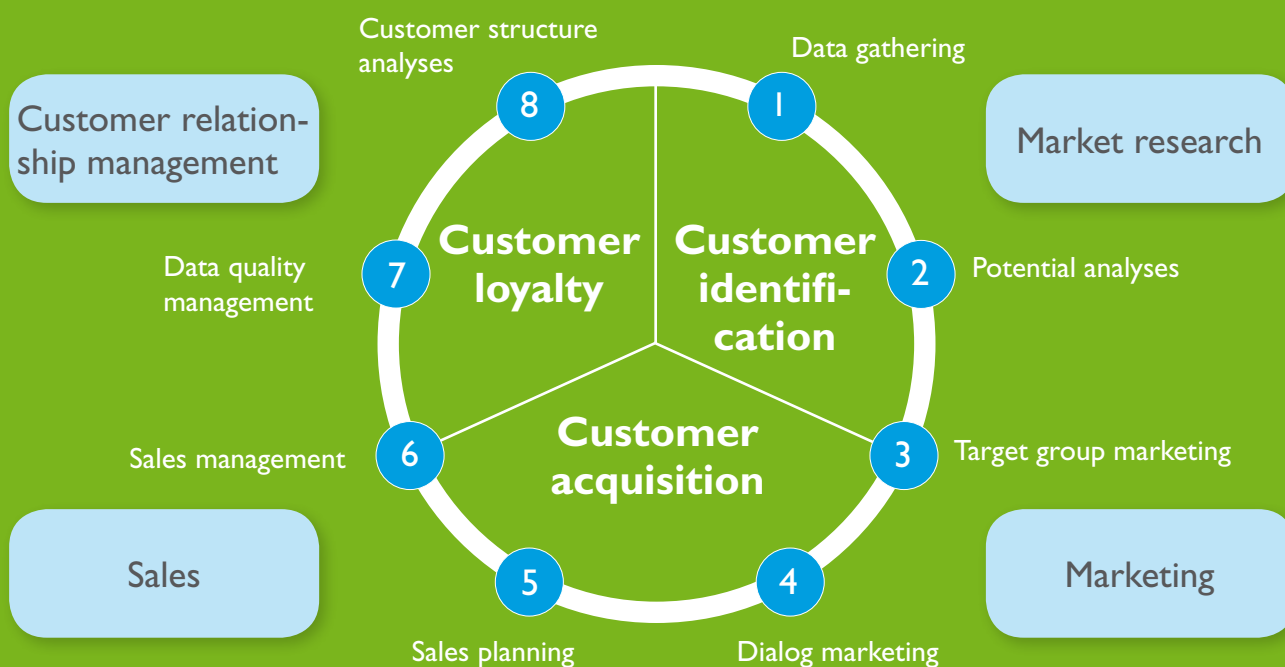 Customer structure
analyses
Data gathering
8
1
Customer relation-
ship management
Market research
Customer
loyalty
Customer
identifi-
cation
7
Data quality
management
2
Potential analyses
Customer
acquisition
6
Sales management
3
Target group marketing
Sales
Marketing
5
4
Sales planning
Dialog marketing